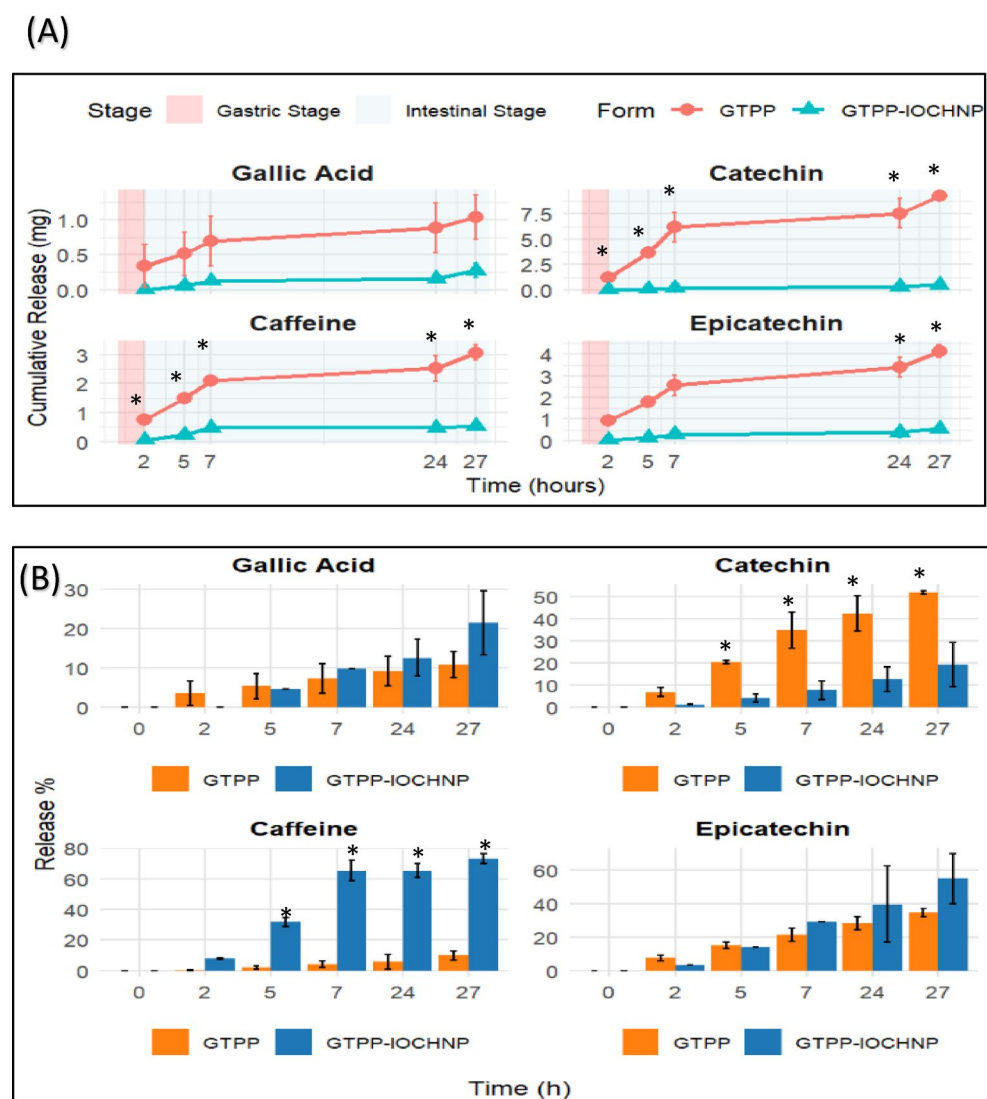 (A)
Stage Gastric Stage Intestinal Stage Form GTPP GTPP-IOCHNP
Gallic Acid Catechin
Cumulative Release (mg)
1.0
0.5
0.0
* * * * *
7.5
5.0
2.5
0.0
Caffeine Epicatechin
* * * * *
3
2
1
0
* *
4
3
2
1
0
2 5 7 24 27 2 5 7 24 27
Time (hours)
(B)
Gallic Acid Catechin
30
20
10
0
* * * *
50
40
30
20
10
0
0 2 5 7 24 27 0 2 5 7 24 27
GTPP GTPP-IOCHNP GTPP GTPP-IOCHNP
Release %
Caffeine Epicatechin
* * * *
80
60
40
20
0
60
40
20
0
0 2 5 7 24 27 0 2 5 7 24 27
GTPP GTPP-IOCHNP GTPP GTPP-IOCHNP
Time (h)